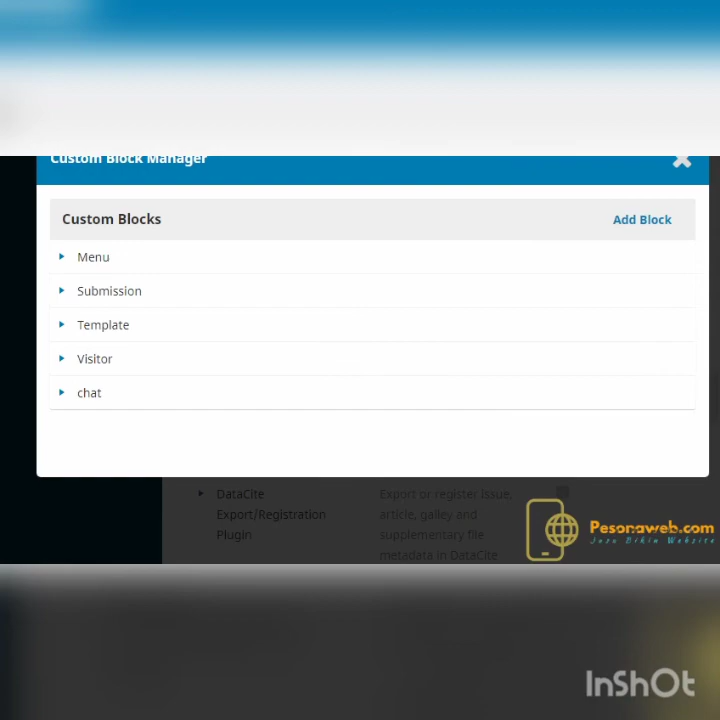 Custom Block Manager
Custom Blocks
Add Block
Menu
Submission
Template
Visitor
chat
DataCite
Export/Registration
Plugin
Export or register issue,
article, galley and
supplementary file
metadata in DataCite
Pesonaweb.com
Jasa Bikin Website
InShOt